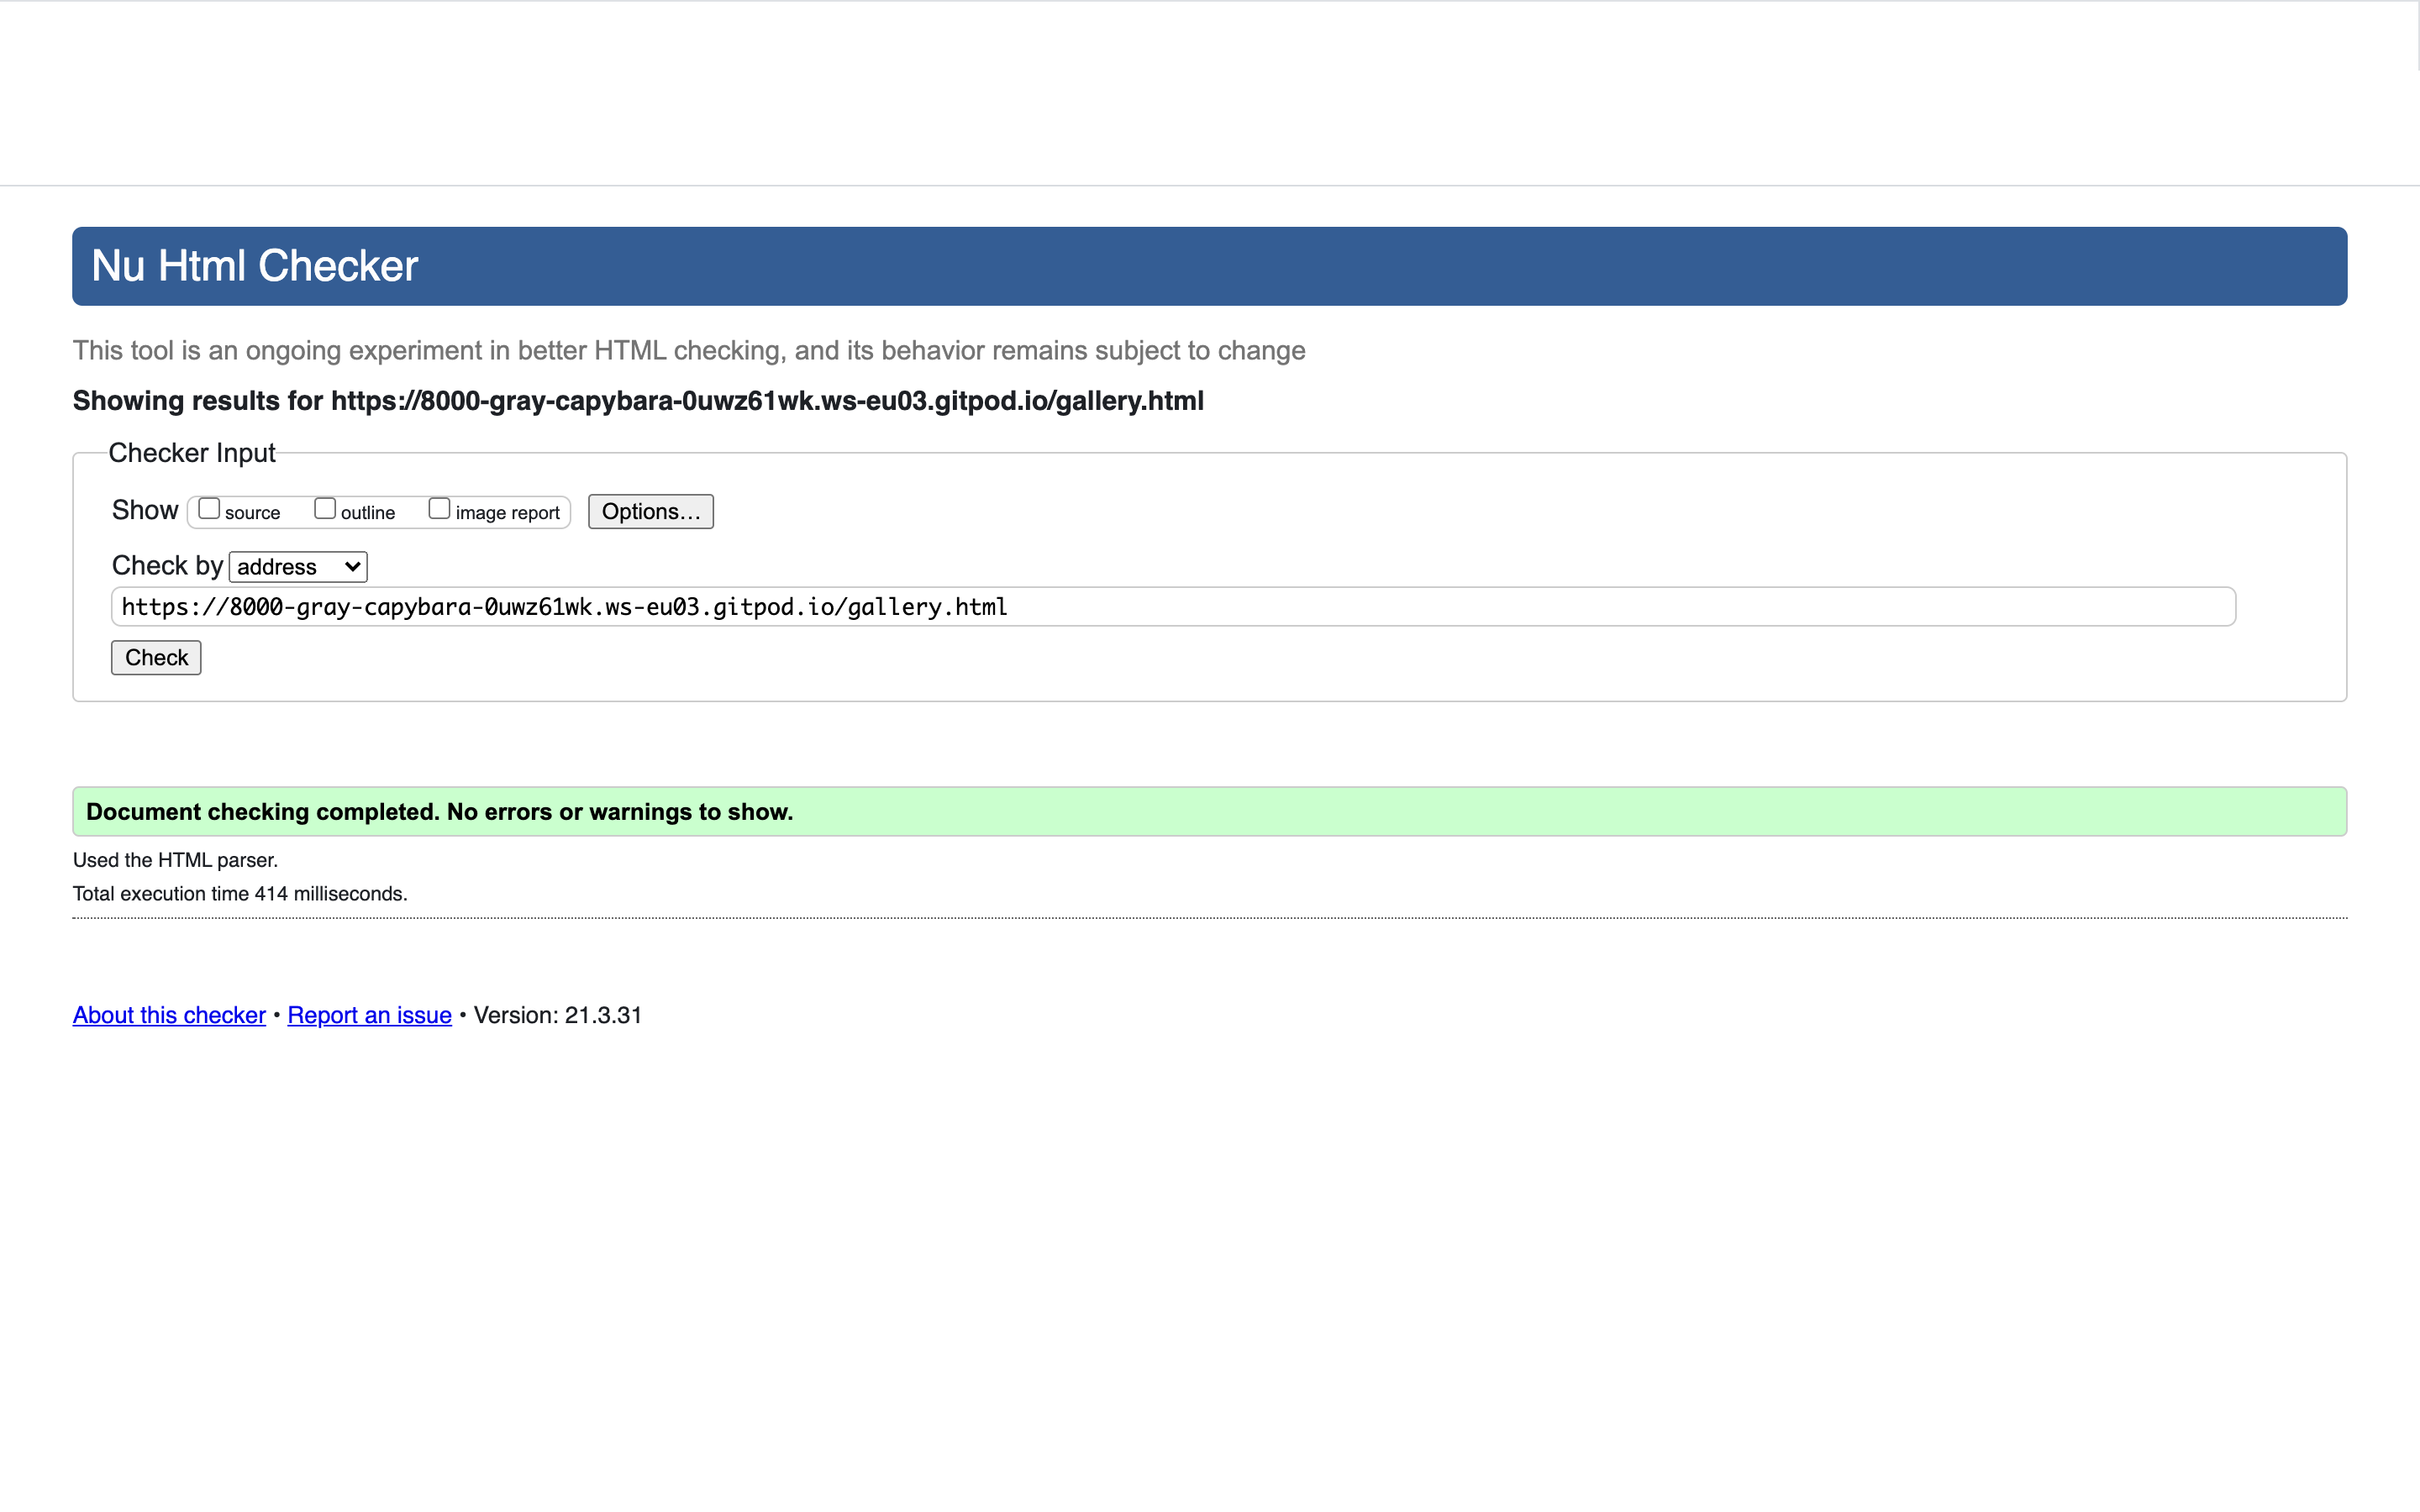 Nu Html Checker
This tool is an ongoing experiment in better HTML checking, and its behavior remains subject to change
Showing results for https://8000-gray-capybara-0uwz61wk.ws-eu03.gitpod.io/gallery.html
Checker Input
Show source outline image report Options...
Check by address
https://8000-gray-capybara-0uwz61wk.ws-eu03.gitpod.io/gallery.html
Check
Document checking completed. No errors or warnings to show.
Used the HTML parser.
Total execution time 414 milliseconds.
About this checker • Report an issue • Version: 21.3.31